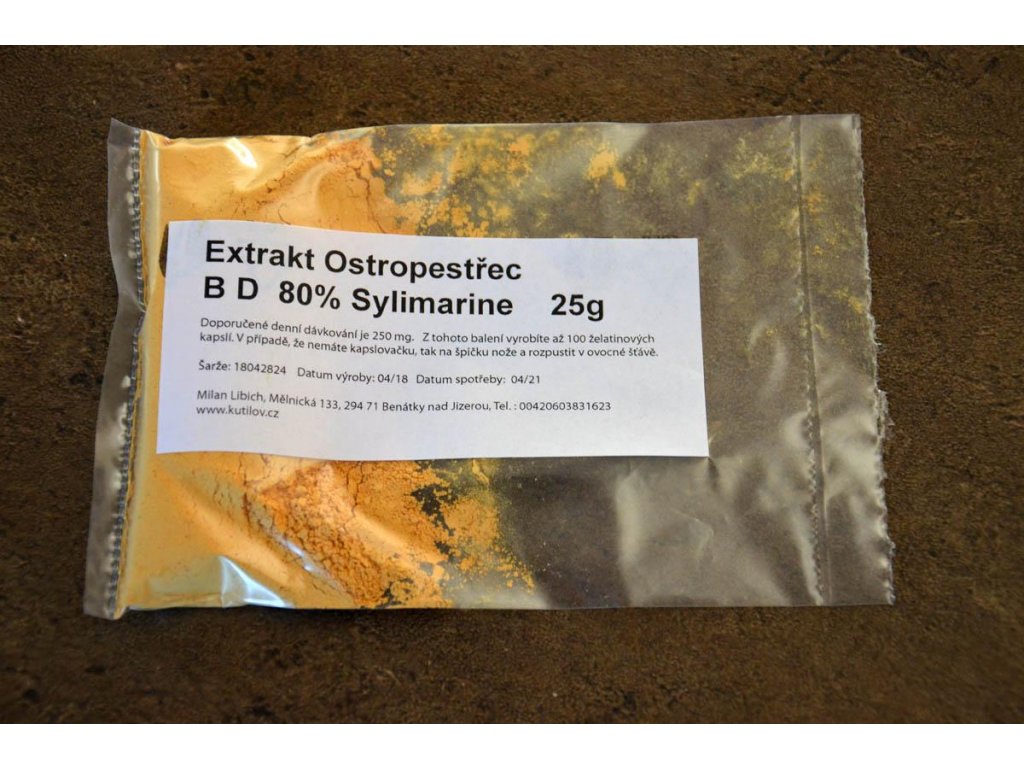 Extrakt Ostropestřec
B D 80% Sylimarine 25g
Doporučené denní dávkování je 250 mg. Z tohoto balení vyrobíte až 100 želatinových
kapslí. V případě, že nemáte kapslovačku, tak na špičku nože a rozpustit v ovocné šťávě.
Šarže: 18042824 Datum výroby: 04/18 Datum spotřeby: 04/21
Milan Libich, Mělnická 133, 294 71 Benátky nad Jizerou, Tel. : 00420603831623
www.kutilov.cz